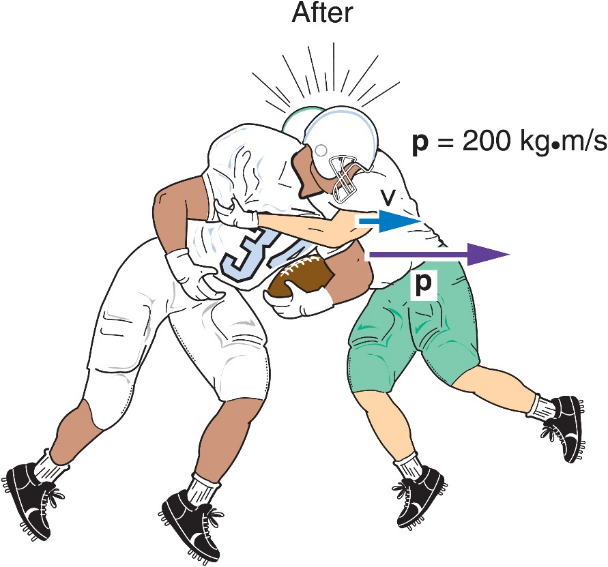 After
p = 200 kg•m/s
v
p